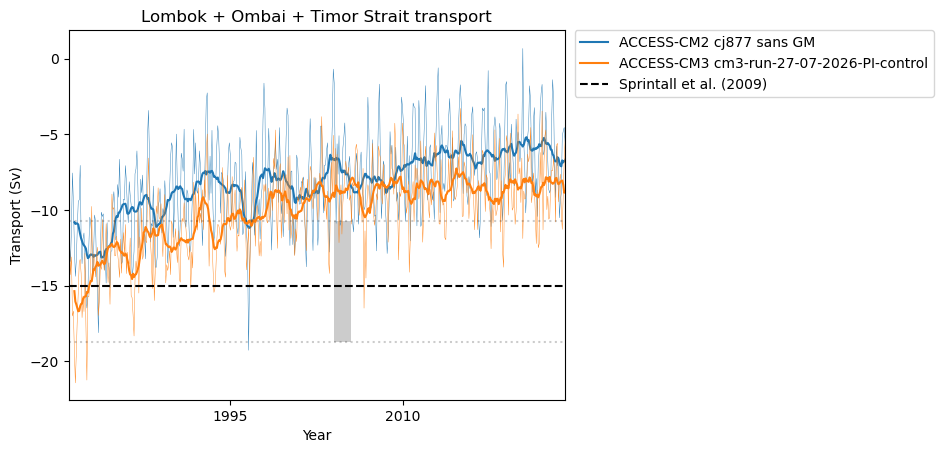 Lombok + Ombai + Timor Strait transport
0
−5
−10
−15
−20
Transport (Sv)
1995
2010
Year
ACCESS-CM2 cj877 sans GM
ACCESS-CM3 cm3-run-27-07-2026-PI-control
Sprintall et al. (2009)